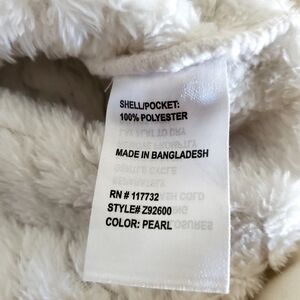 SHELL/POCKET:
100% POLYESTER
MADE IN BANGLADESH
RN # 117732
STYLE# Z92600
COLOR: PEARL